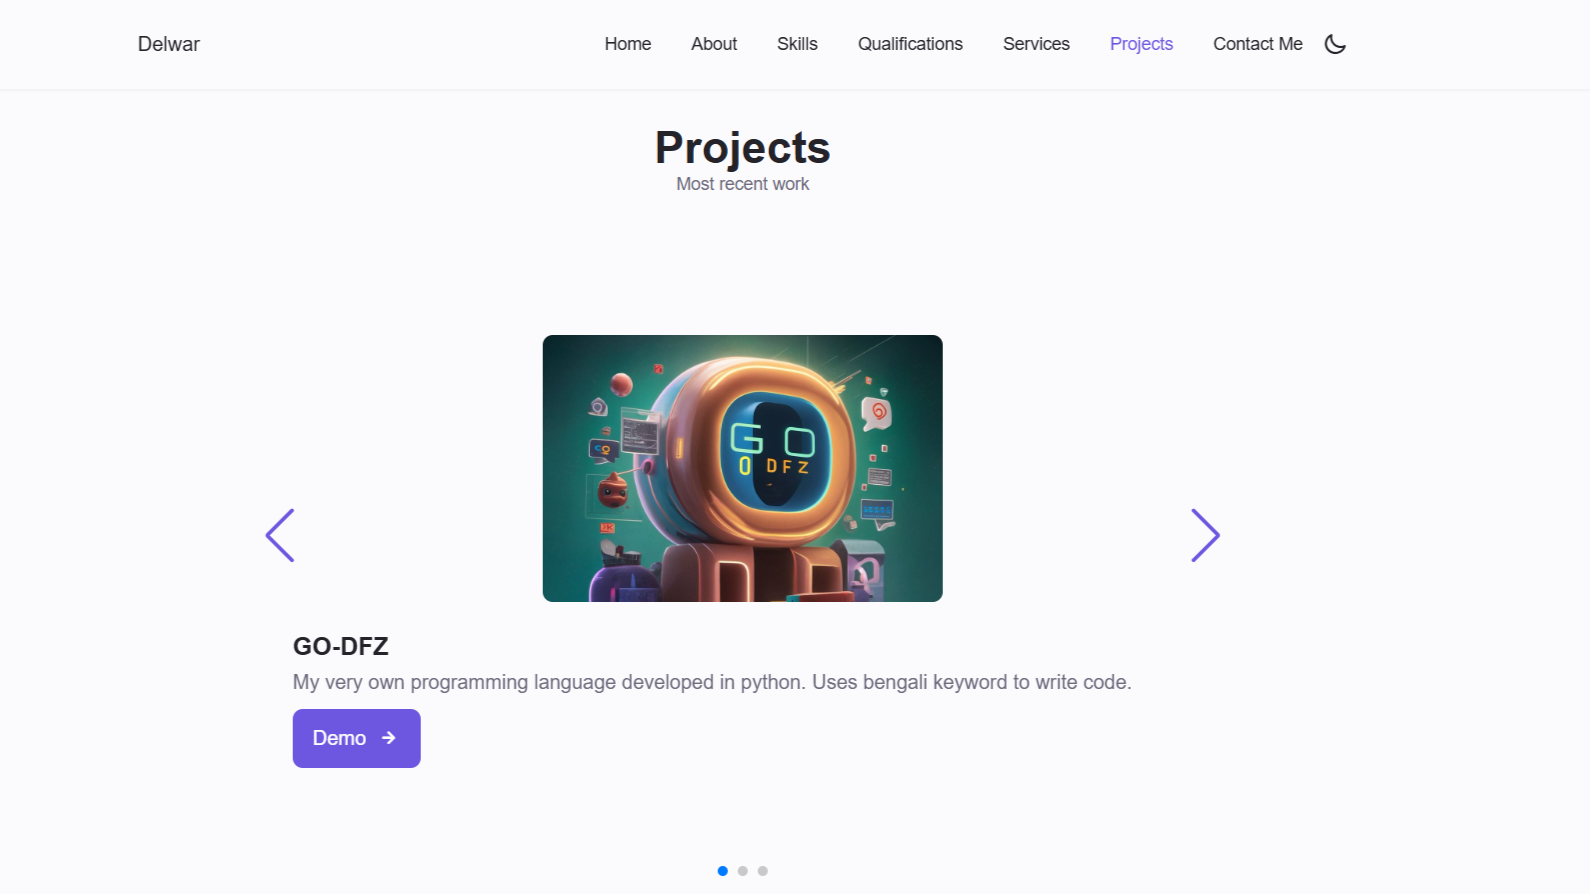 Delwar
Home About Skills Qualifications Services Projects Contact Me
Projects
Most recent work
GO
0 DFZ
GO-DFZ
My very own programming language developed in python. Uses bengali keyword to write code.
Demo